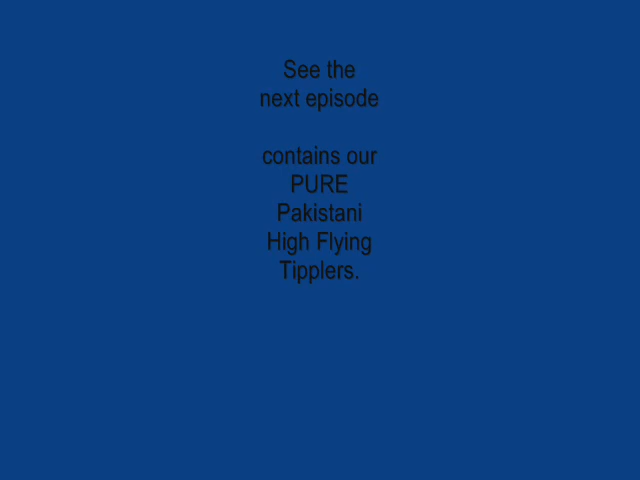 See the
next episode
contains our
PURE
Pakistani
High Flying
Tipplers.